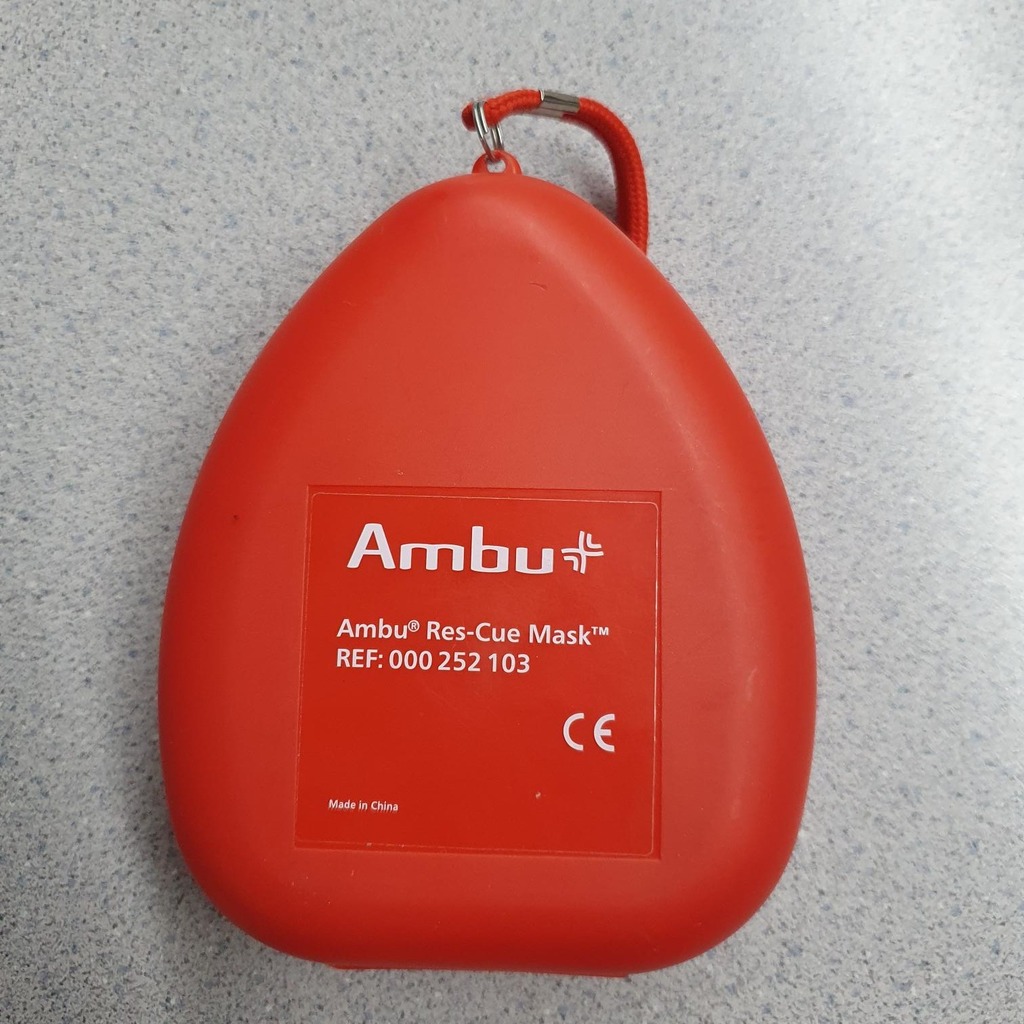 Ambu
Ambu® Res-Cue Mask™
REF: 000 252 103
CE
Made in China